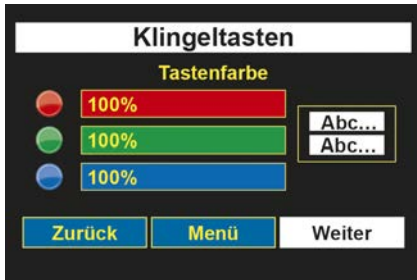 Klingeltasten
Tastenfarbe
100%
100%
100%
Abc...
Abc...
Zurück Menü Weiter